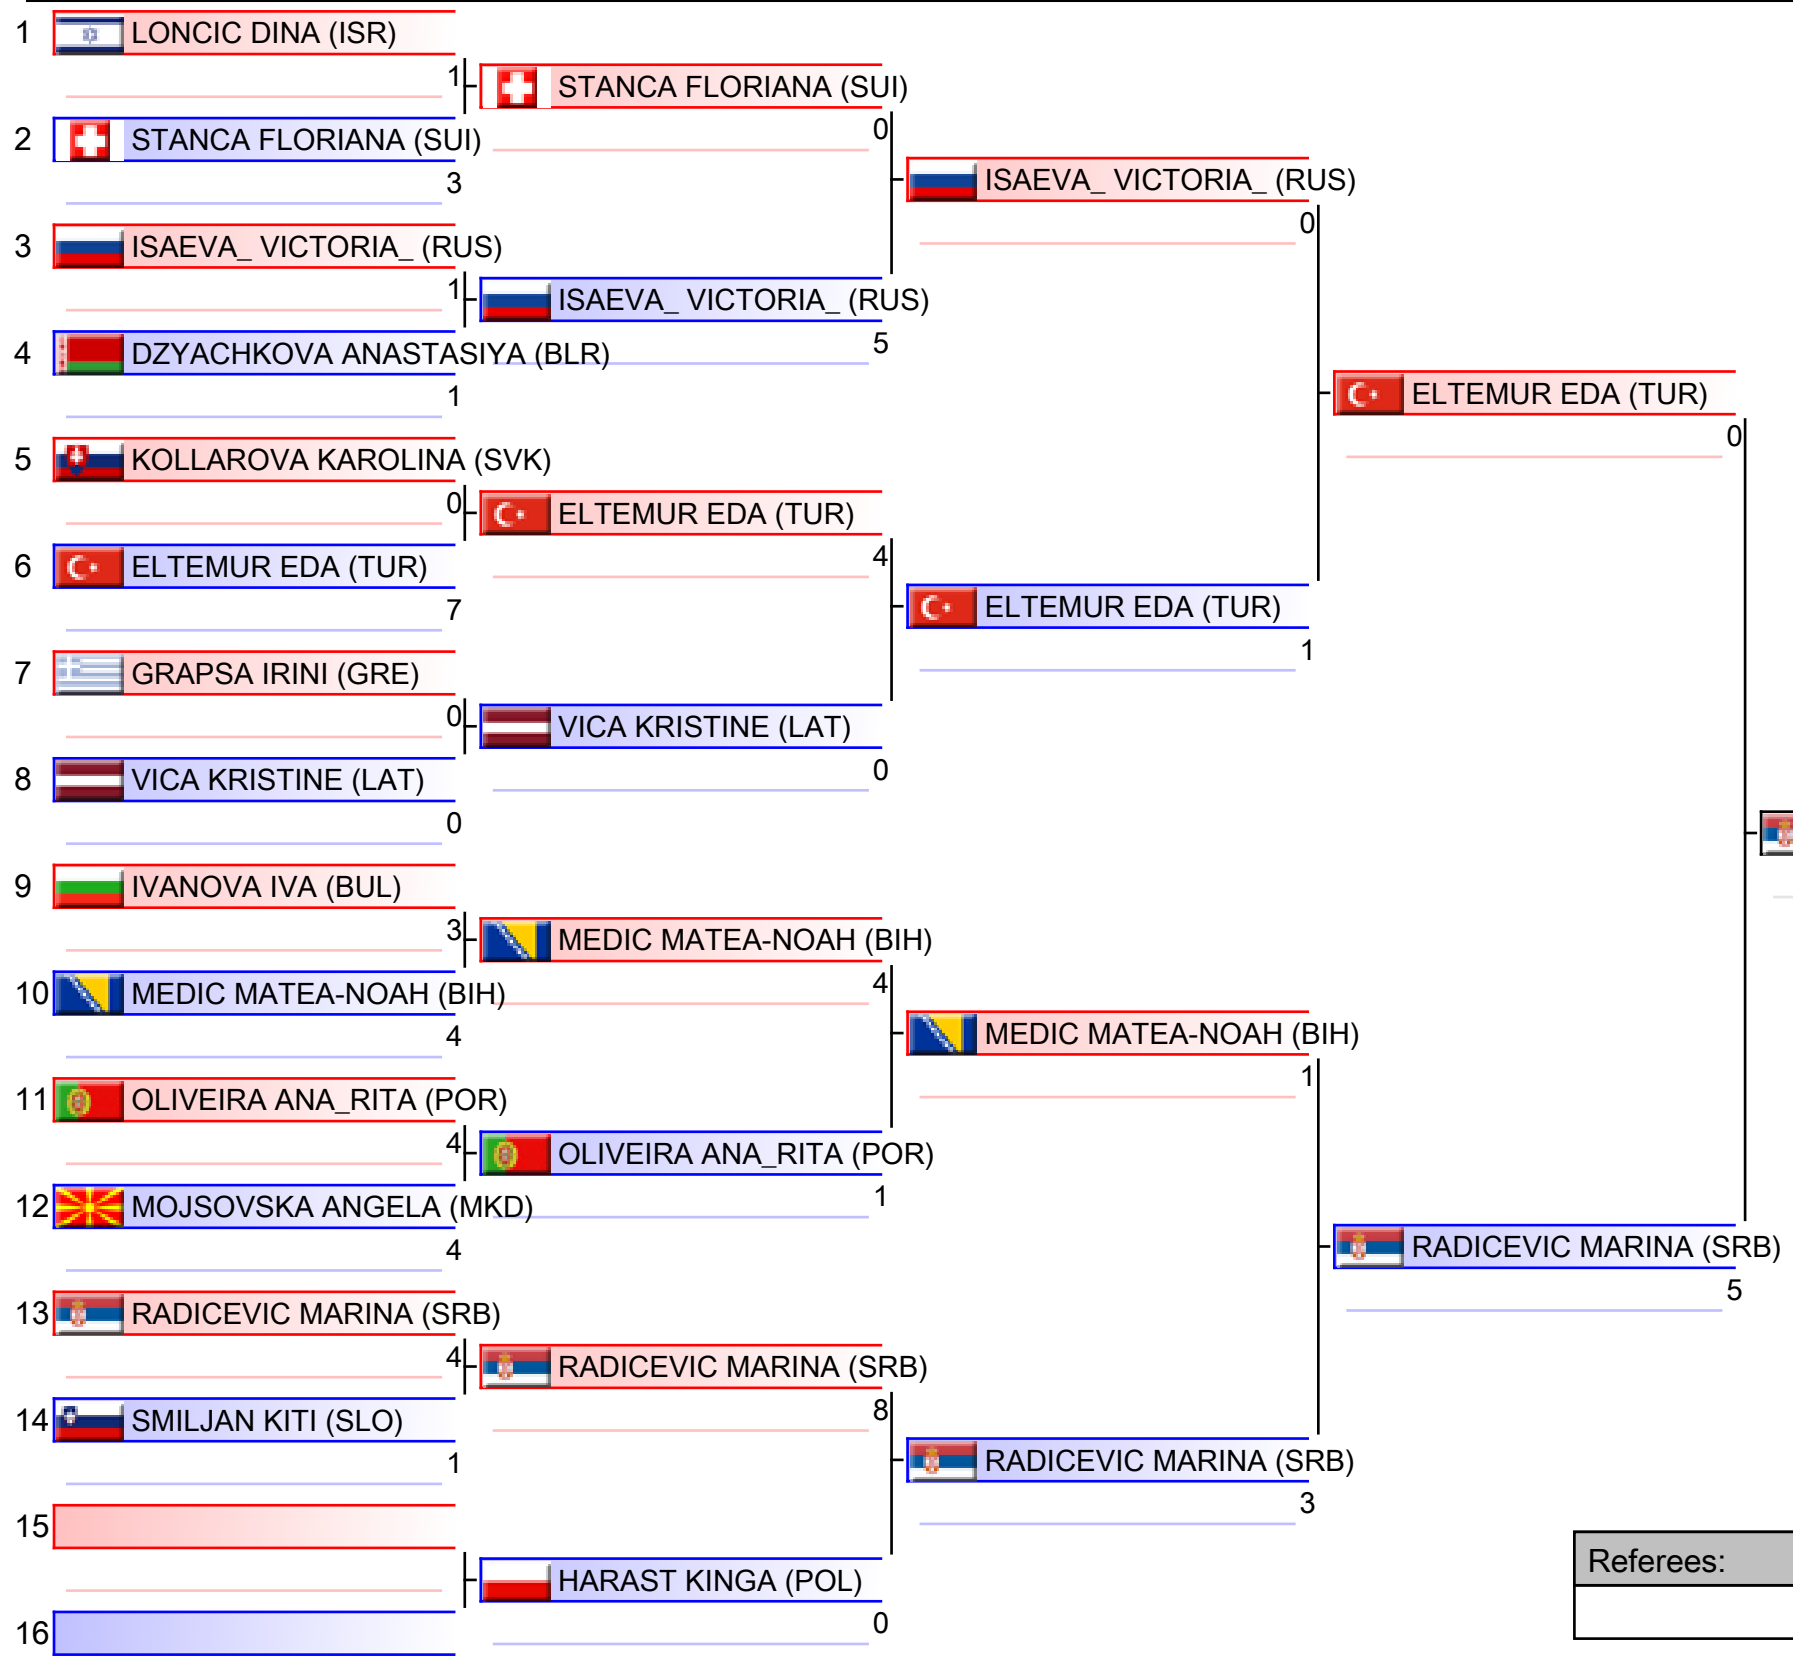 1 LONCIC DINA (ISR)
1
STANCA FLORIANA (SUI)
0
2 STANCA FLORIANA (SUI)
3
ISAEVA_ VICTORIA_ (RUS)
0
3 ISAEVA_ VICTORIA_ (RUS)
1
ISAEVA_ VICTORIA_ (RUS)
5
4 DZYACHKOVA ANASTASIYA (BLR)
1
ELTEMUR EDA (TUR)
0
5 KOLLAROVA KAROLINA (SVK)
0
ELTEMUR EDA (TUR)
4
6 ELTEMUR EDA (TUR)
7
ELTEMUR EDA (TUR)
1
7 GRAPSA IRINI (GRE)
0
VICA KRISTINE (LAT)
0
8 VICA KRISTINE (LAT)
0
9 IVANOVA IVA (BUL)
3
MEDIC MATEA-NOAH (BIH)
4
10 MEDIC MATEA-NOAH (BIH)
4
MEDIC MATEA-NOAH (BIH)
1
11 OLIVEIRA ANA_RITA (POR)
4
OLIVEIRA ANA_RITA (POR)
1
12 MOJSOVSKA ANGELA (MKD)
4
RADICEVIC MARINA (SRB)
5
13 RADICEVIC MARINA (SRB)
4
RADICEVIC MARINA (SRB)
8
14 SMILJAN KITI (SLO)
1
RADICEVIC MARINA (SRB)
3
15
HARAST KINGA (POL)
0
16
Referees: